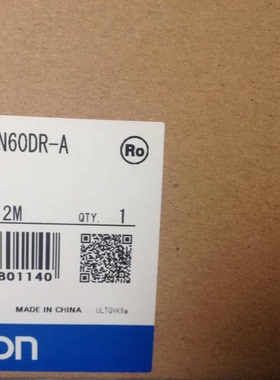 N60DR-A
Ro
2M QTY. 1
801140
MADE IN CHINA ULTQVK9a
on